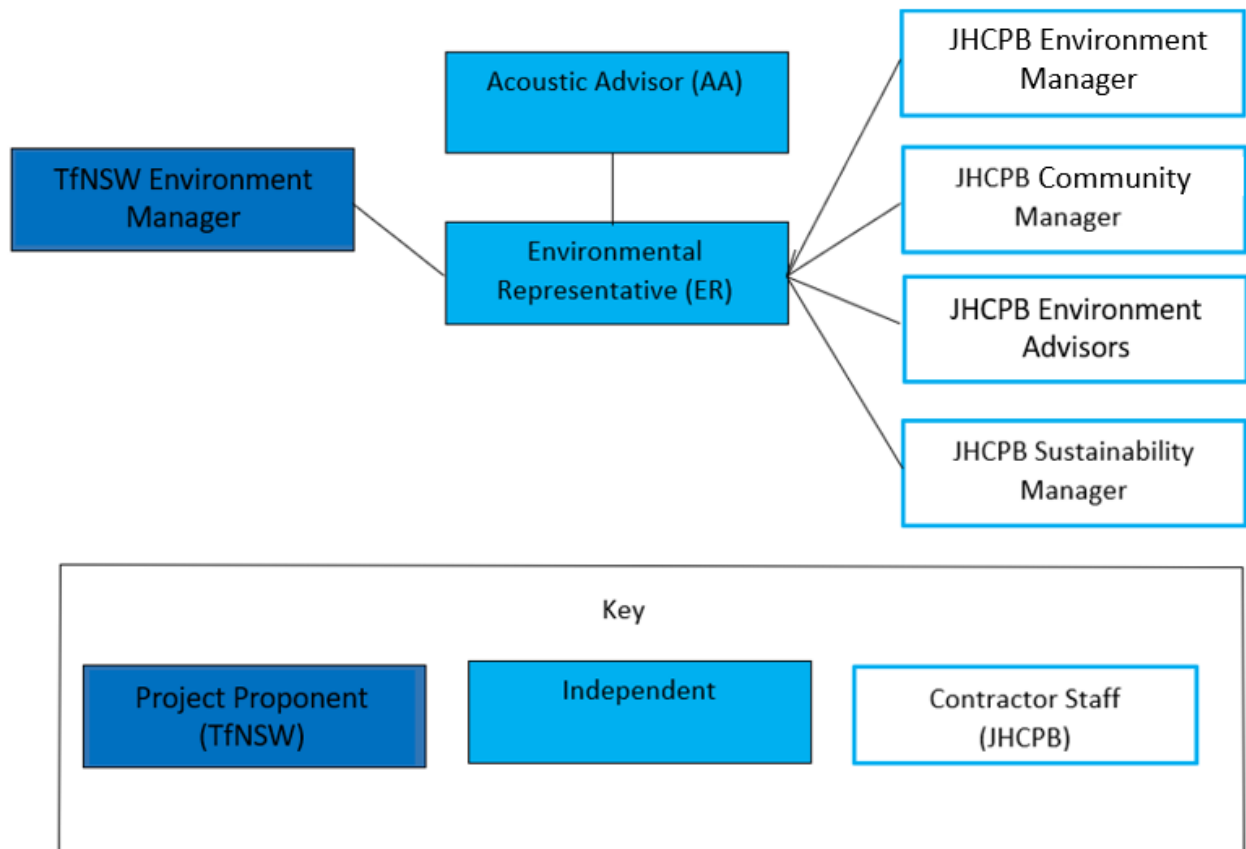 Acoustic Advisor (AA)
TfNSW Environment
Manager
Environmental
Representative (ER)
JHCPB Environment
Manager
JHCPB Community
Manager
JHCPB Environment
Advisors
JHCPB Sustainability
Manager
Key
Project Proponent
(TfNSW)
Independent
Contractor Staff
(JHCPB)